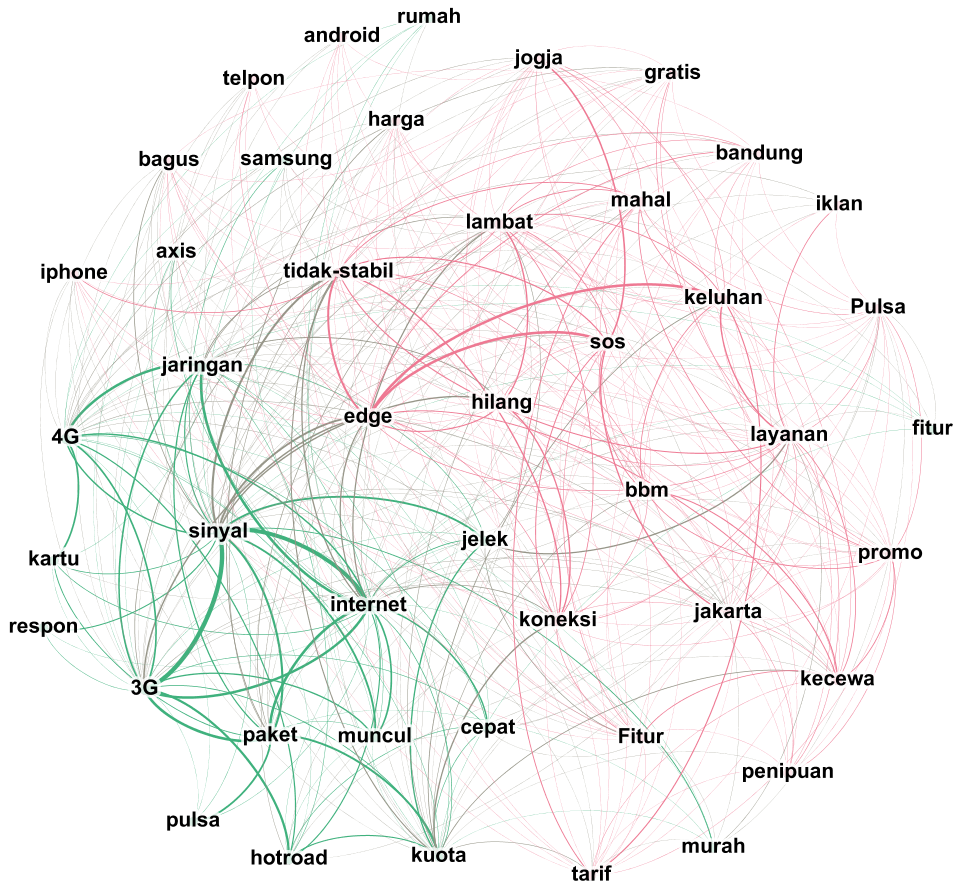 rumah
android
jogja
gratis
telpon
harga
bagus
samsung
bandung
mahal
iklan
lambat
axis
iphone
tidak-stabil
keluhan
Pulsa
sos
jaringan
hilang
edge
fitur
4G
layanan
bbm
sinyal
jelek
promo
kartu
internet
koneksi
jakarta
respon
kecewa
3G
cepat
paket
muncul
Fitur
penipuan
pulsa
murah
hotroad
kuota
tarif